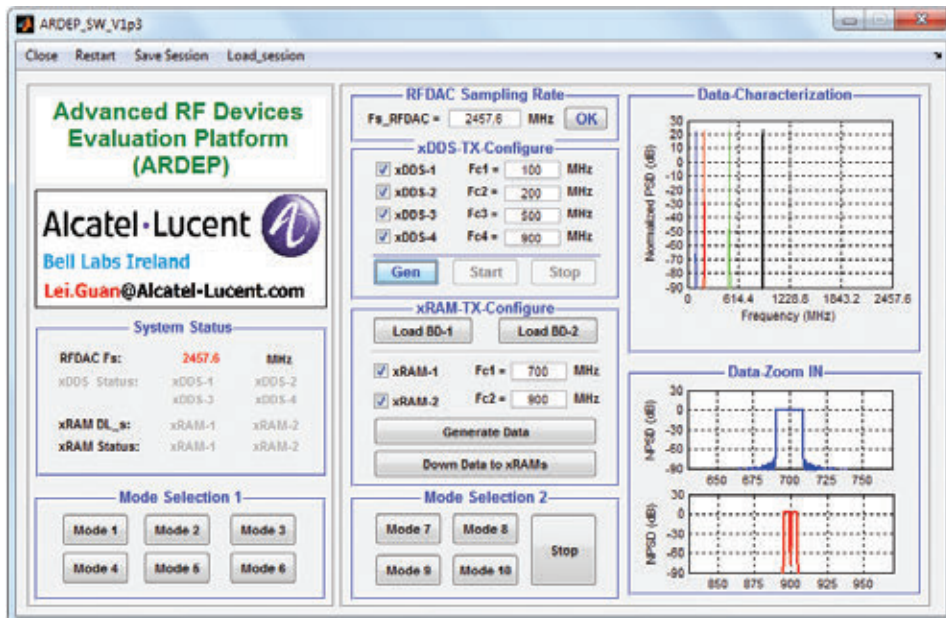 ARDEP_SW_V1p3
Close Restart Save Session Load_session
Advanced RF Devices
Evaluation Platform
(ARDEP)
Alcatel·Lucent
Bell Labs Ireland
Lei.Guan@Alcatel-Lucent.com
System Status
RFDAC Fs: 2457.6 MHz
xDDS Status: xDDS-1 xDDS-2
xDDS-3 xDDS-4
xRAM DL_s: xRAM-1 xRAM-2
xRAM Status: xRAM-1 xRAM-2
Mode Selection 1
Mode 1 Mode 2 Mode 3
Mode 4 Mode 5 Mode 6
RFDAC Sampling Rate
Fs_RFDAC = 2457.6 MHz OK
xDDS-TX-Configure
xDDS-1 Fc1 = 100 MHz
xDDS-2 Fc2 = 200 MHz
xDDS-3 Fc3 = 500 MHz
xDDS-4 Fc4 = 900 MHz
Gen Start Stop
xRAM-TX-Configure
Load BD-1 Load BD-2
xRAM-1 Fc1 = 700 MHz
xRAM-2 Fc2 = 900 MHz
Generate Data
Down Data to xRAMs
Mode Selection 2
Mode 7 Mode 8
Stop
Mode 9 Mode 10
Data-Characterization
Normalized PSD (dB)
30
20
10
0
-10
-20
-30
-40
-50
-60
-70
-80
-90
0 614.4 1228.8 1843.2 2457.6
Frequency (MHz)
Data-Zoom IN
NPSD (dB)
30
0
-30
-60
-90
650 675 700 725 750
NPSD (dB)
30
0
-30
-60
-90
850 875 900 925 950